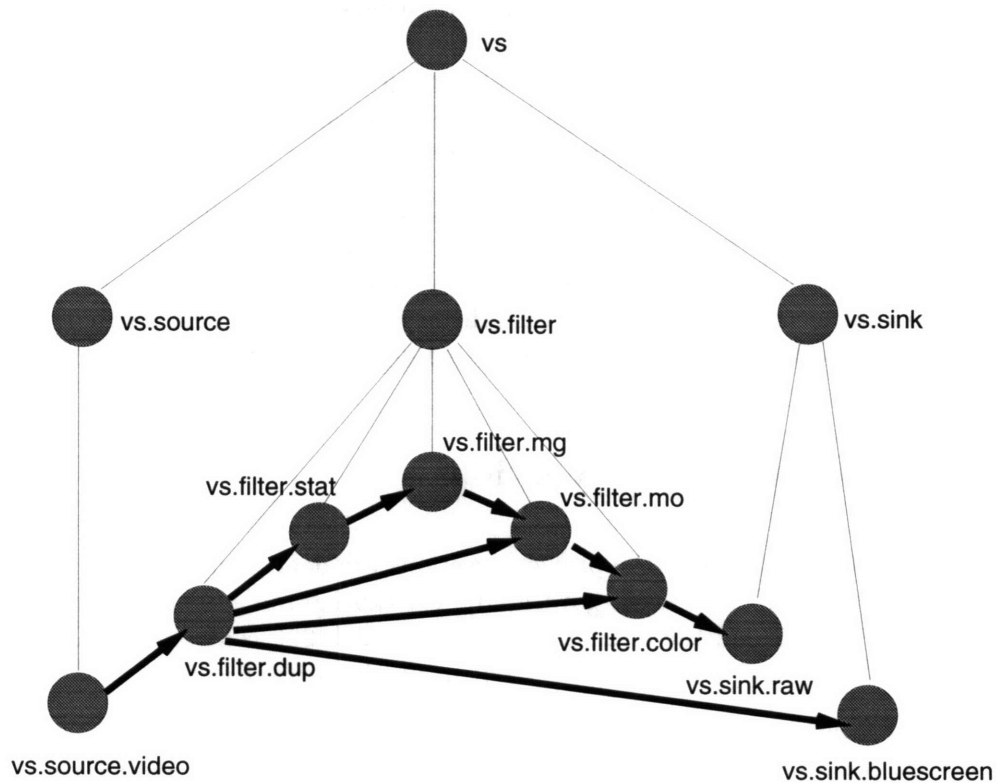 vs
vs.source
vs.filter
vs.sink
vs.filter.mg
vs.filter.stat
vs.filter.mo
vs.filter.color
vs.filter.dup
vs.sink.raw
vs.source.video
vs.sink.bluescreen